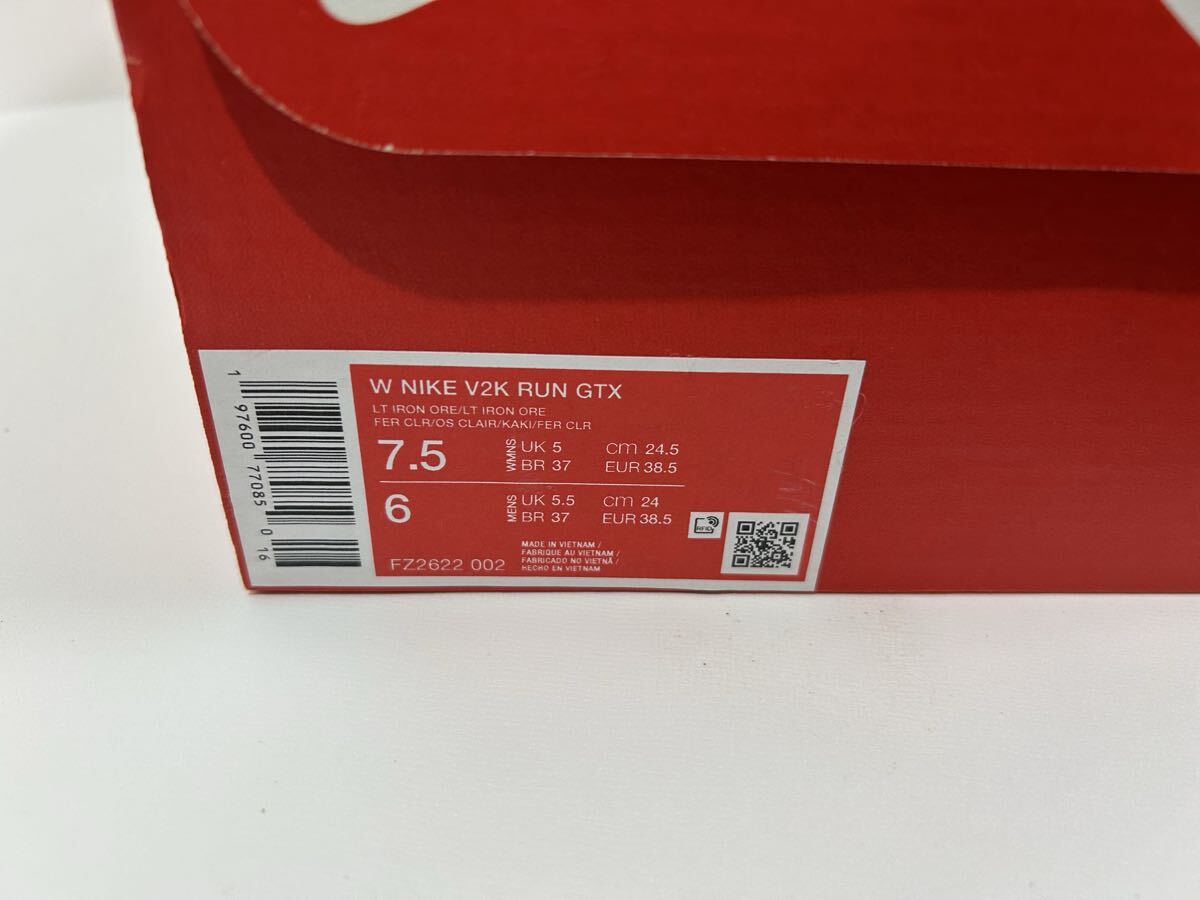 W NIKE V2K RUN GTX
LT IRON ORE/LT IRON ORE
FER CLR/OS CLAIR/KAKI/FER CLR
7.5 WMNS UK 5 cm 24.5
BR 37 EUR 38.5
6 MENS UK 5.5 cm 24
BR 37 EUR 38.5
FZ2622 002
MADE IN VIETNAM /
FABRIQUE AU VIETNAM /
FABRICADO NO VIETNÃ /
HECHO EN VIETNAM
RFID
1 97600 77085 0 16